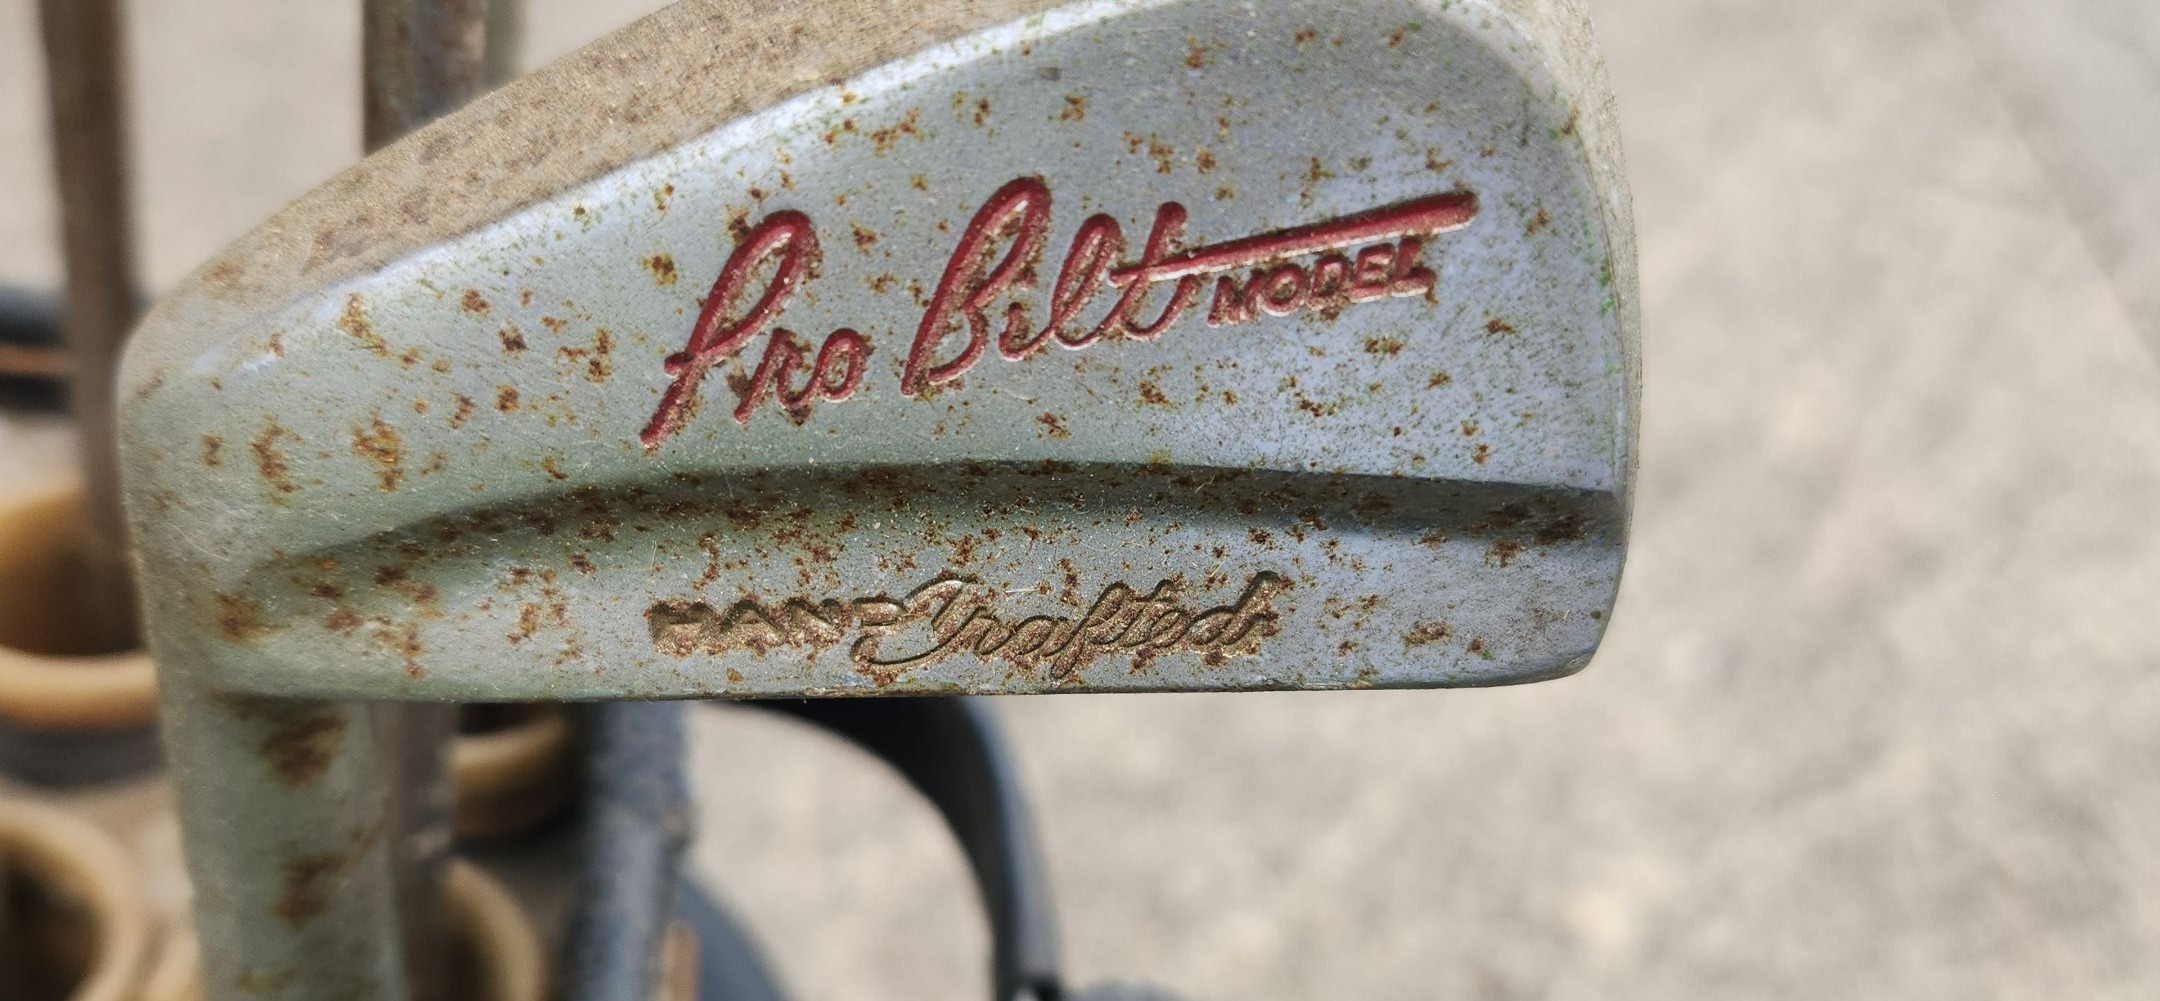 Pro Bilt
MODEL
HAND Crafted